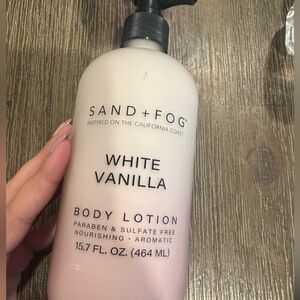 SAND + FOG
INSPIRED ON THE CALIFORNIA COAST
WHITE
VANILLA
BODY LOTION
PARABEN & SULFATE FREE
NOURISHING • AROMATIC
15.7 FL. OZ. (464 ML)